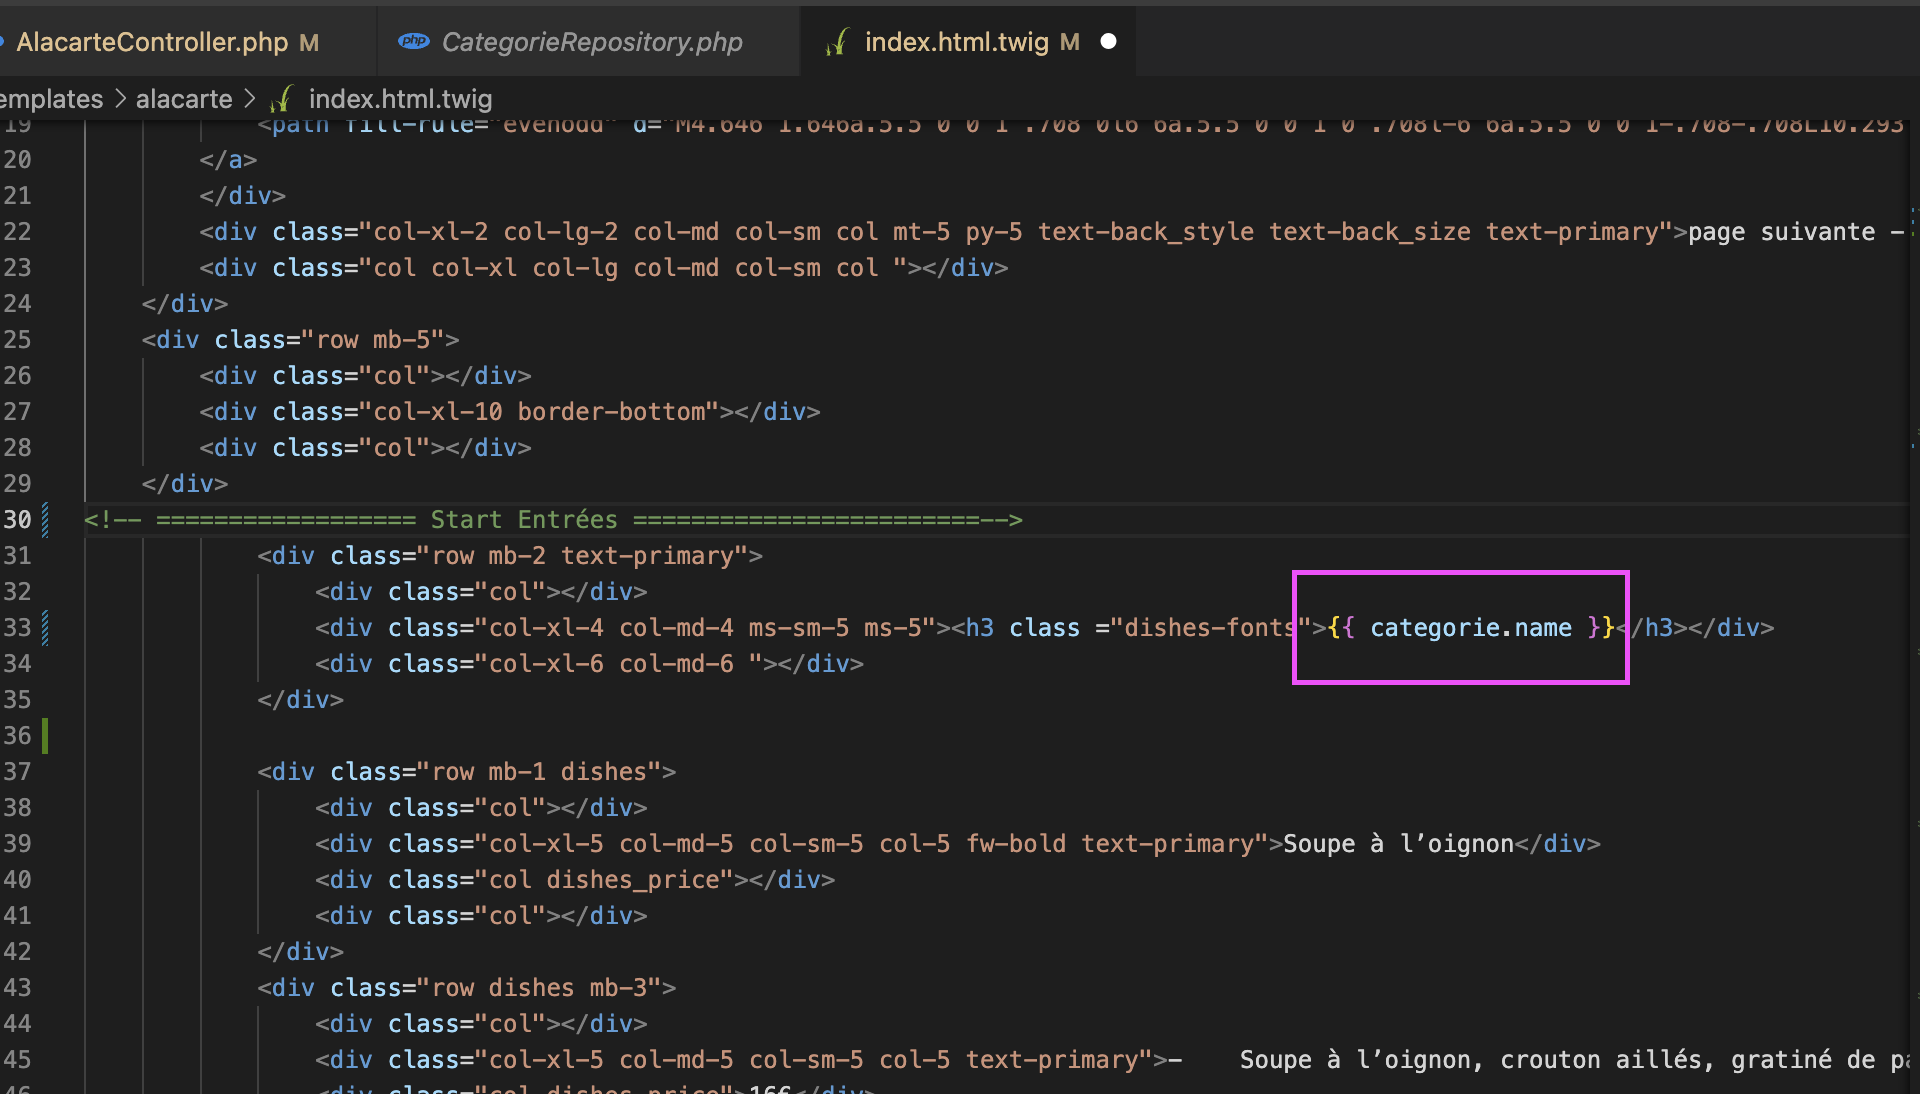 AlacarteController.php M
php CategorieRepository.php
index.html.twig M
emplates > alacarte > index.html.twig
19 <path fill-rule="evenodd" d="M4.646 1.646a.5.5 0 0 1 .708 0l6 6a.5.5 0 0 1 0 .708l-6 6a.5.5 0 0 1-.708-.708L10.293
20 </a>
21 </div>
22 <div class="col-xl-2 col-lg-2 col-md col-sm col mt-5 py-5 text-back_style text-back_size text-primary">page suivante -
23 <div class="col col-xl col-lg col-md col-sm col "></div>
24 </div>
25 <div class="row mb-5">
26 <div class="col"></div>
27 <div class="col-xl-10 border-bottom"></div>
28 <div class="col"></div>
29 </div>
30 <!-- ================== Start Entrées ========================-->
31 <div class="row mb-2 text-primary">
32 <div class="col"></div>
33 <div class="col-xl-4 col-md-4 ms-sm-5 ms-5"><h3 class ="dishes-fonts">{{ categorie.name }}</h3></div>
34 <div class="col-xl-6 col-md-6 "></div>
35 </div>
36
37 <div class="row mb-1 dishes">
38 <div class="col"></div>
39 <div class="col-xl-5 col-md-5 col-sm-5 col-5 fw-bold text-primary">Soupe à l’oignon</div>
40 <div class="col dishes_price"></div>
41 <div class="col"></div>
42 </div>
43 <div class="row dishes mb-3">
44 <div class="col"></div>
45 <div class="col-xl-5 col-md-5 col-sm-5 col-5 text-primary">- Soupe à l’oignon, crouton aillés, gratiné de pa
46 <div class="col dishes_price">16€</div>